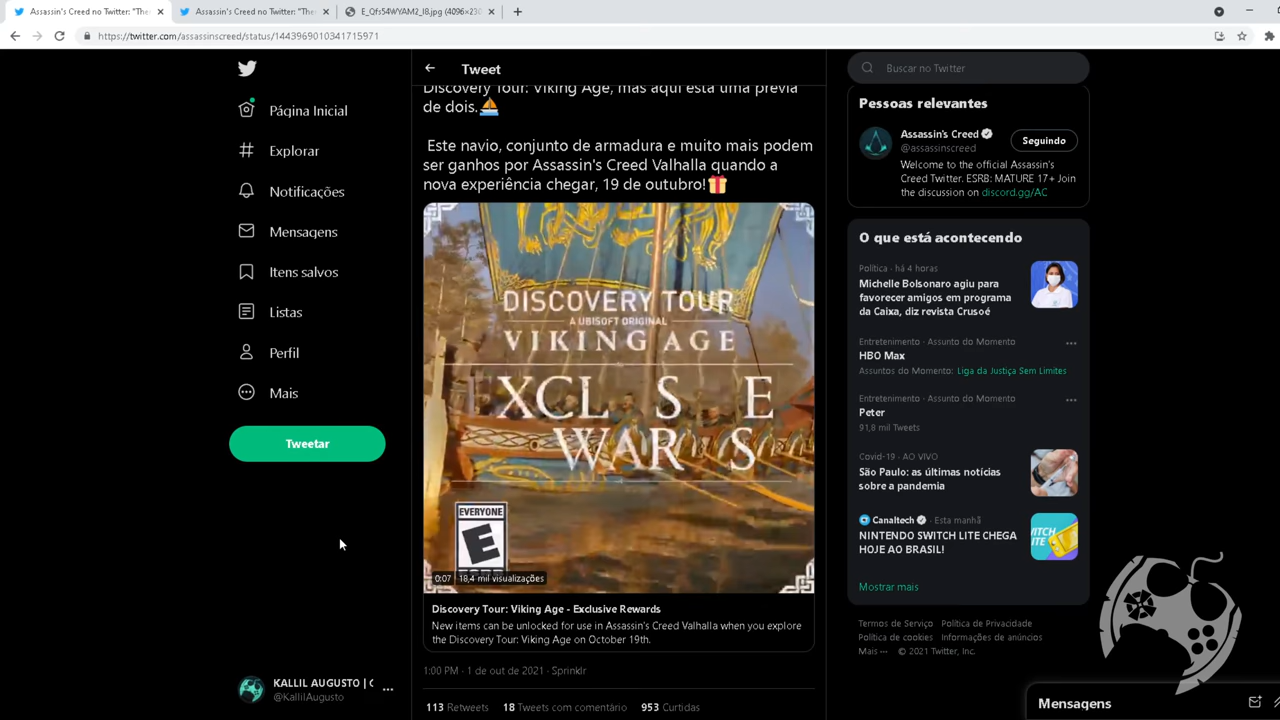 Assassin's Creed no Twitter: "The
Assassin's Creed no Twitter: "The
E_Qfs54WYAM2_I8.jpg (4096×230
https://twitter.com/assassinscreed/status/1443969010341715971
Página Inicial
Explorar
Notificações
Mensagens
Itens salvos
Listas
Perfil
Mais
Tweetar
KALLIL AUGUSTO | C
@KallilAugusto
Tweet
Discovery Tour: Viking Age, mas aqui está uma prévia
de dois.⛵
Este navio, conjunto de armadura e muito mais podem
ser ganhos por Assassin's Creed Valhalla quando a
nova experiência chegar, 19 de outubro!🎁
DISCOVERY TOUR
A UBISOFT ORIGINAL
VIKING AGE
XCL S E
WAR S
EVERYONE
E
0:07 18,4 mil visualizações
Discovery Tour: Viking Age - Exclusive Rewards
New items can be unlocked for use in Assassin's Creed Valhalla when you explore
the Discovery Tour: Viking Age on October 19th.
1:00 PM · 1 de out de 2021 · Sprinklr
113 Retweets 18 Tweets com comentário 953 Curtidas
Buscar no Twitter
Pessoas relevantes
Assassin's Creed
@assassinscreed
Seguindo
Welcome to the official Assassin's
Creed Twitter. ESRB: MATURE 17+ Join
the discussion on discord.gg/AC
O que está acontecendo
Política · há 4 horas
Michelle Bolsonaro agiu para
favorecer amigos em programa
da Caixa, diz revista Crusoé
Entretenimento · Assunto do Momento
HBO Max
Assuntos do Momento: Liga da Justiça Sem Limites
Entretenimento · Assunto do Momento
Peter
91,8 mil Tweets
Covid-19 · AO VIVO
São Paulo: as últimas notícias
sobre a pandemia
Canaltech · Esta manhã
NINTENDO SWITCH LITE CHEGA
HOJE AO BRASIL!
Mostrar mais
Termos de Serviço Política de Privacidade
Política de cookies Informações de anúncios
Mais ··· © 2021 Twitter, Inc.
Mensagens